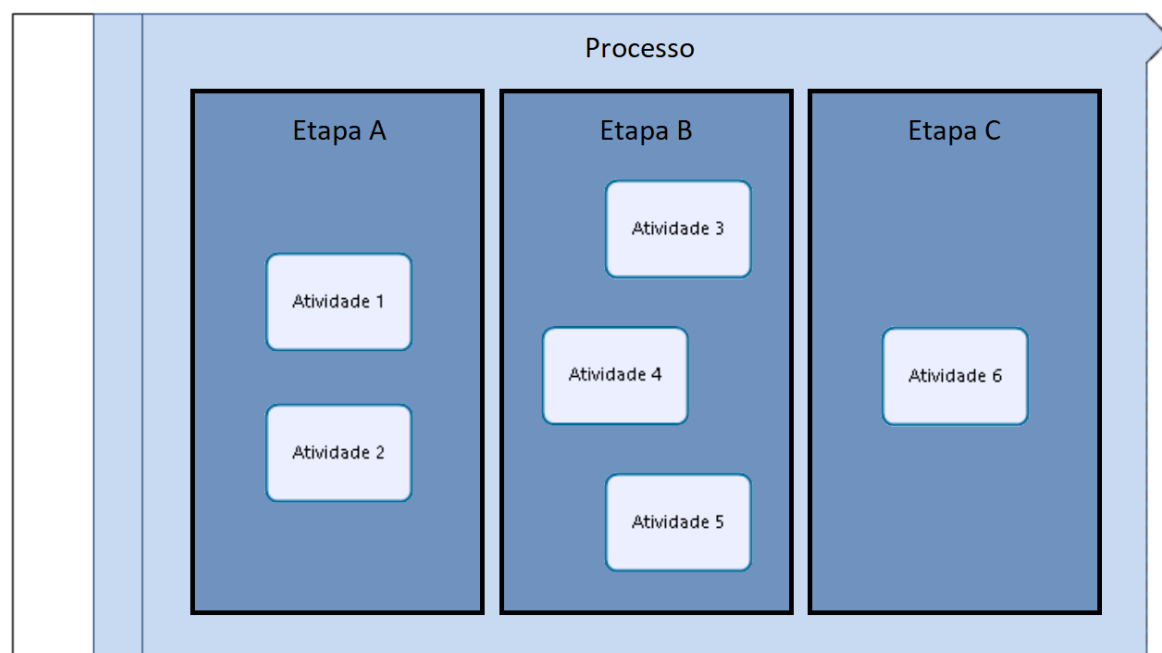 Processo
Etapa A
Atividade 1
Atividade 2
Etapa B
Atividade 3
Atividade 4
Atividade 5
Etapa C
Atividade 6